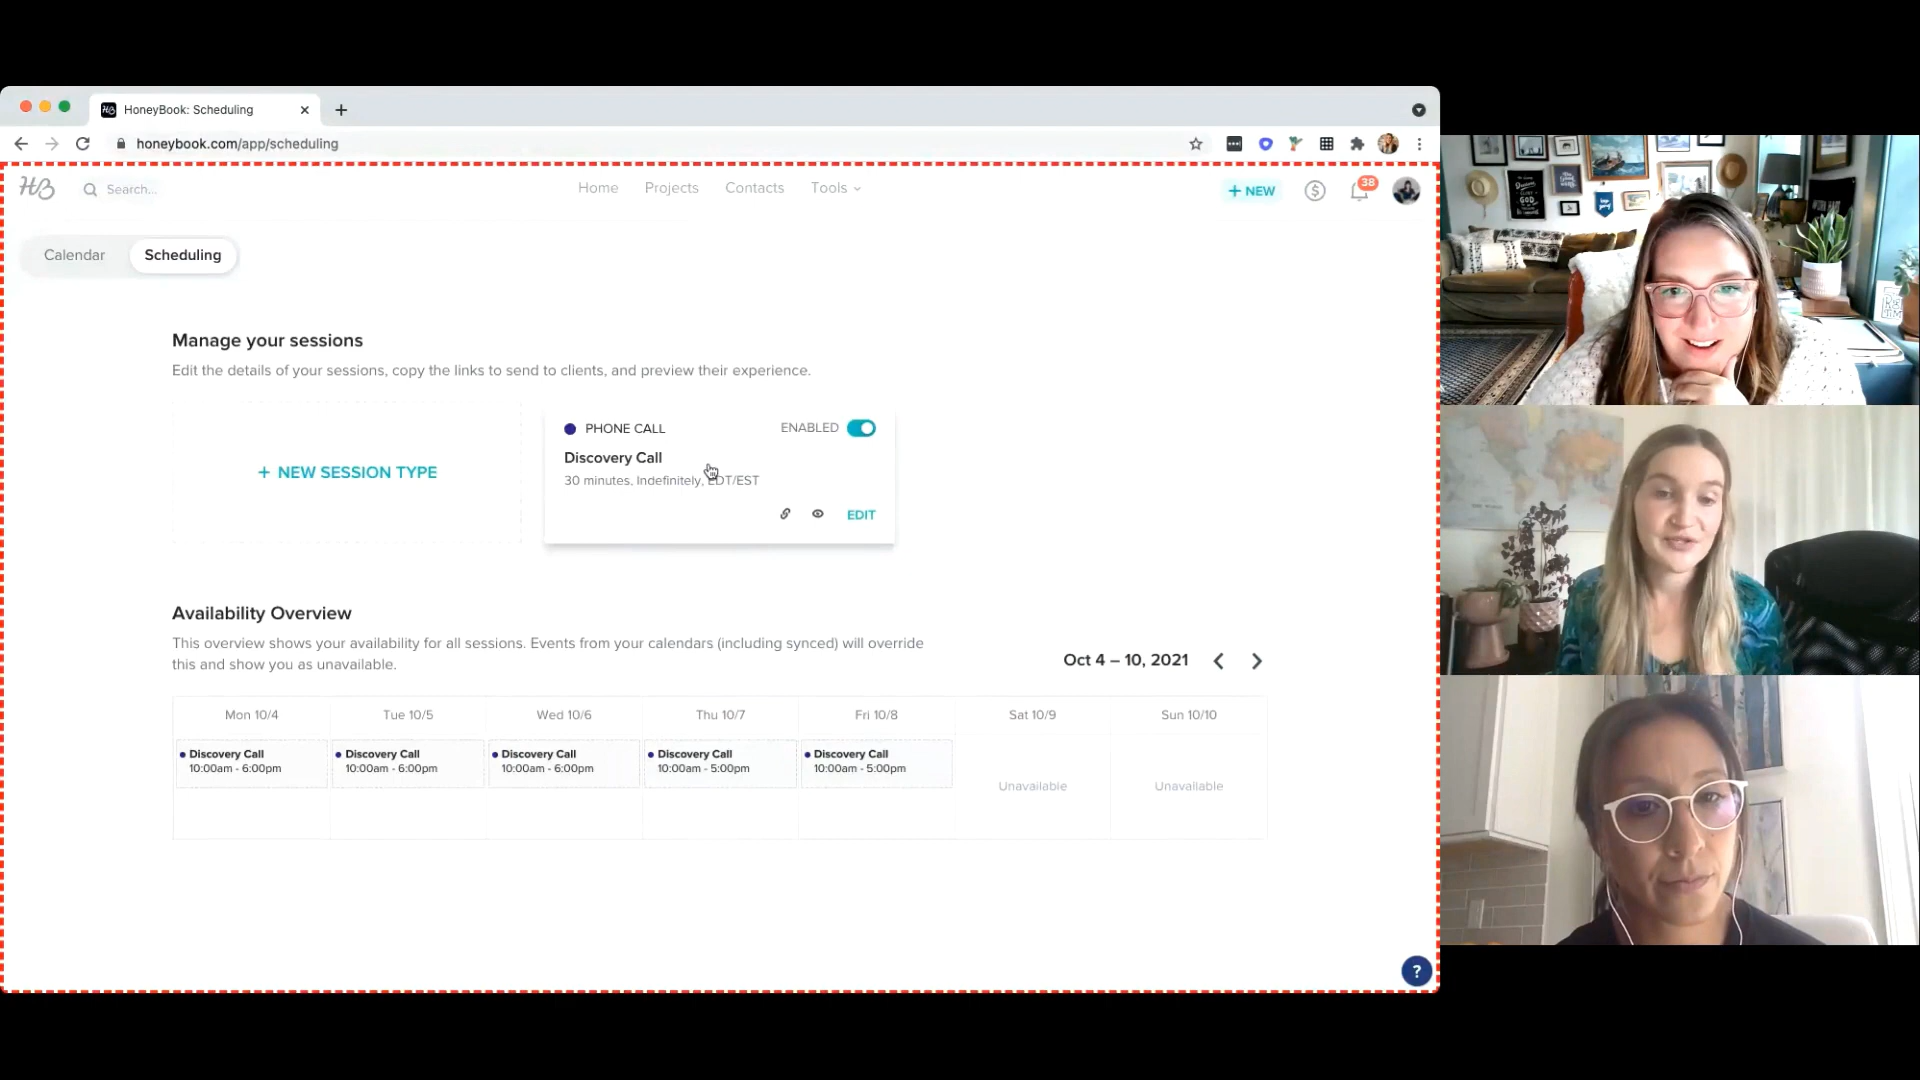 HoneyBook: Scheduling
honeybook.com/app/scheduling
HB
Search...
Home
Projects
Contacts
Tools
+ NEW
38
Calendar
Scheduling
Manage your sessions
Edit the details of your sessions, copy the links to send to clients, and preview their experience.
+ NEW SESSION TYPE
PHONE CALL
ENABLED
Discovery Call
30 minutes, Indefinitely, EDT/EST
EDIT
Availability Overview
This overview shows your availability for all sessions. Events from your calendars (including synced) will override
this and show you as unavailable.
Oct 4 – 10, 2021
Mon 10/4
Tue 10/5
Wed 10/6
Thu 10/7
Fri 10/8
Sat 10/9
Sun 10/10
Discovery Call
10:00am - 6:00pm
Discovery Call
10:00am - 6:00pm
Discovery Call
10:00am - 6:00pm
Discovery Call
10:00am - 5:00pm
Discovery Call
10:00am - 5:00pm
Unavailable
Unavailable
?
GOD